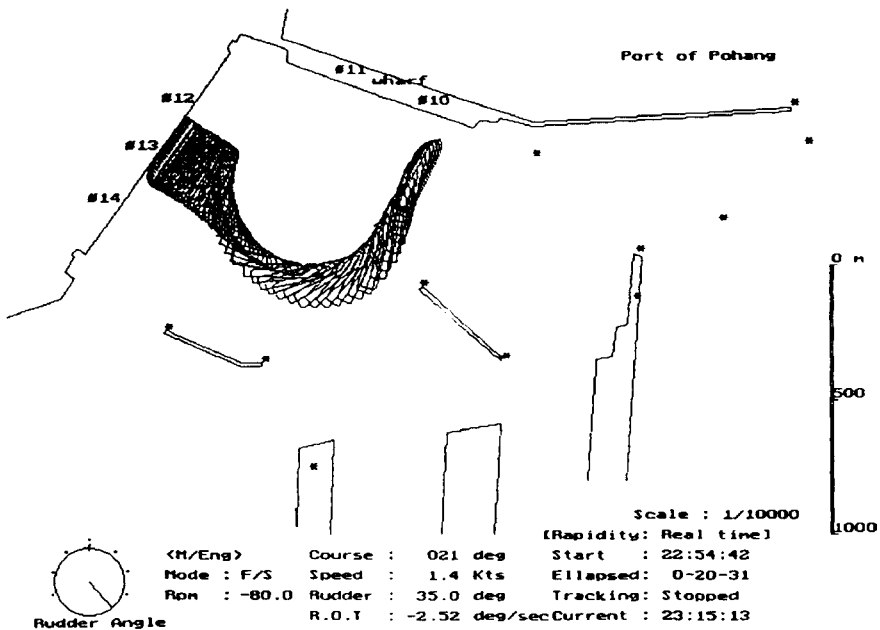 Port of Pohang
#11
wharf
#10
#12
#13
#14
0 m
500
1000
Scale : 1/10000
[Rapidity: Real time]
<M/Eng> Course : 021 deg Start : 22:54:42
Mode : F/S Speed : 1.4 Kts Ellapsed: 0-20-31
Rpm : -80.0 Rudder : 35.0 deg Tracking: Stopped
R.O.T : -2.52 deg/sec Current : 23:15:13
Rudder Angle